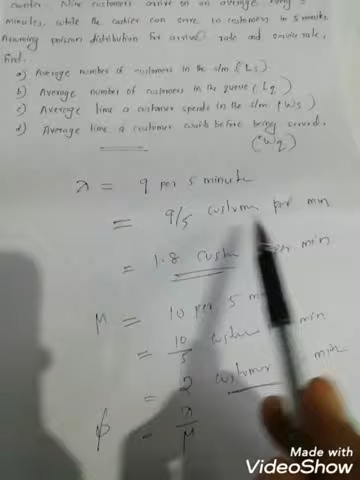 counter. Nine customers arrive on an average every 5
minutes, while the cashier can serve 10 customers in 5 minute
Assuming poisson distribution for arrival rate and service rate,
find,
a) Average number of customers in the s/m (Ls)
b) Average number of customers in the queue (Lq)
c) Average time a customer spends in the s/m (Ws)
d) Average time a customer waits before being served.
(Wq)
λ = 9 per 5 minute
= 9/5 custome per min
= 1.8 custo per min
μ = 10 per 5 m
= 10/5 custo min
= 2 customer min
ϕ = λ/μ
Made with
VideoShow